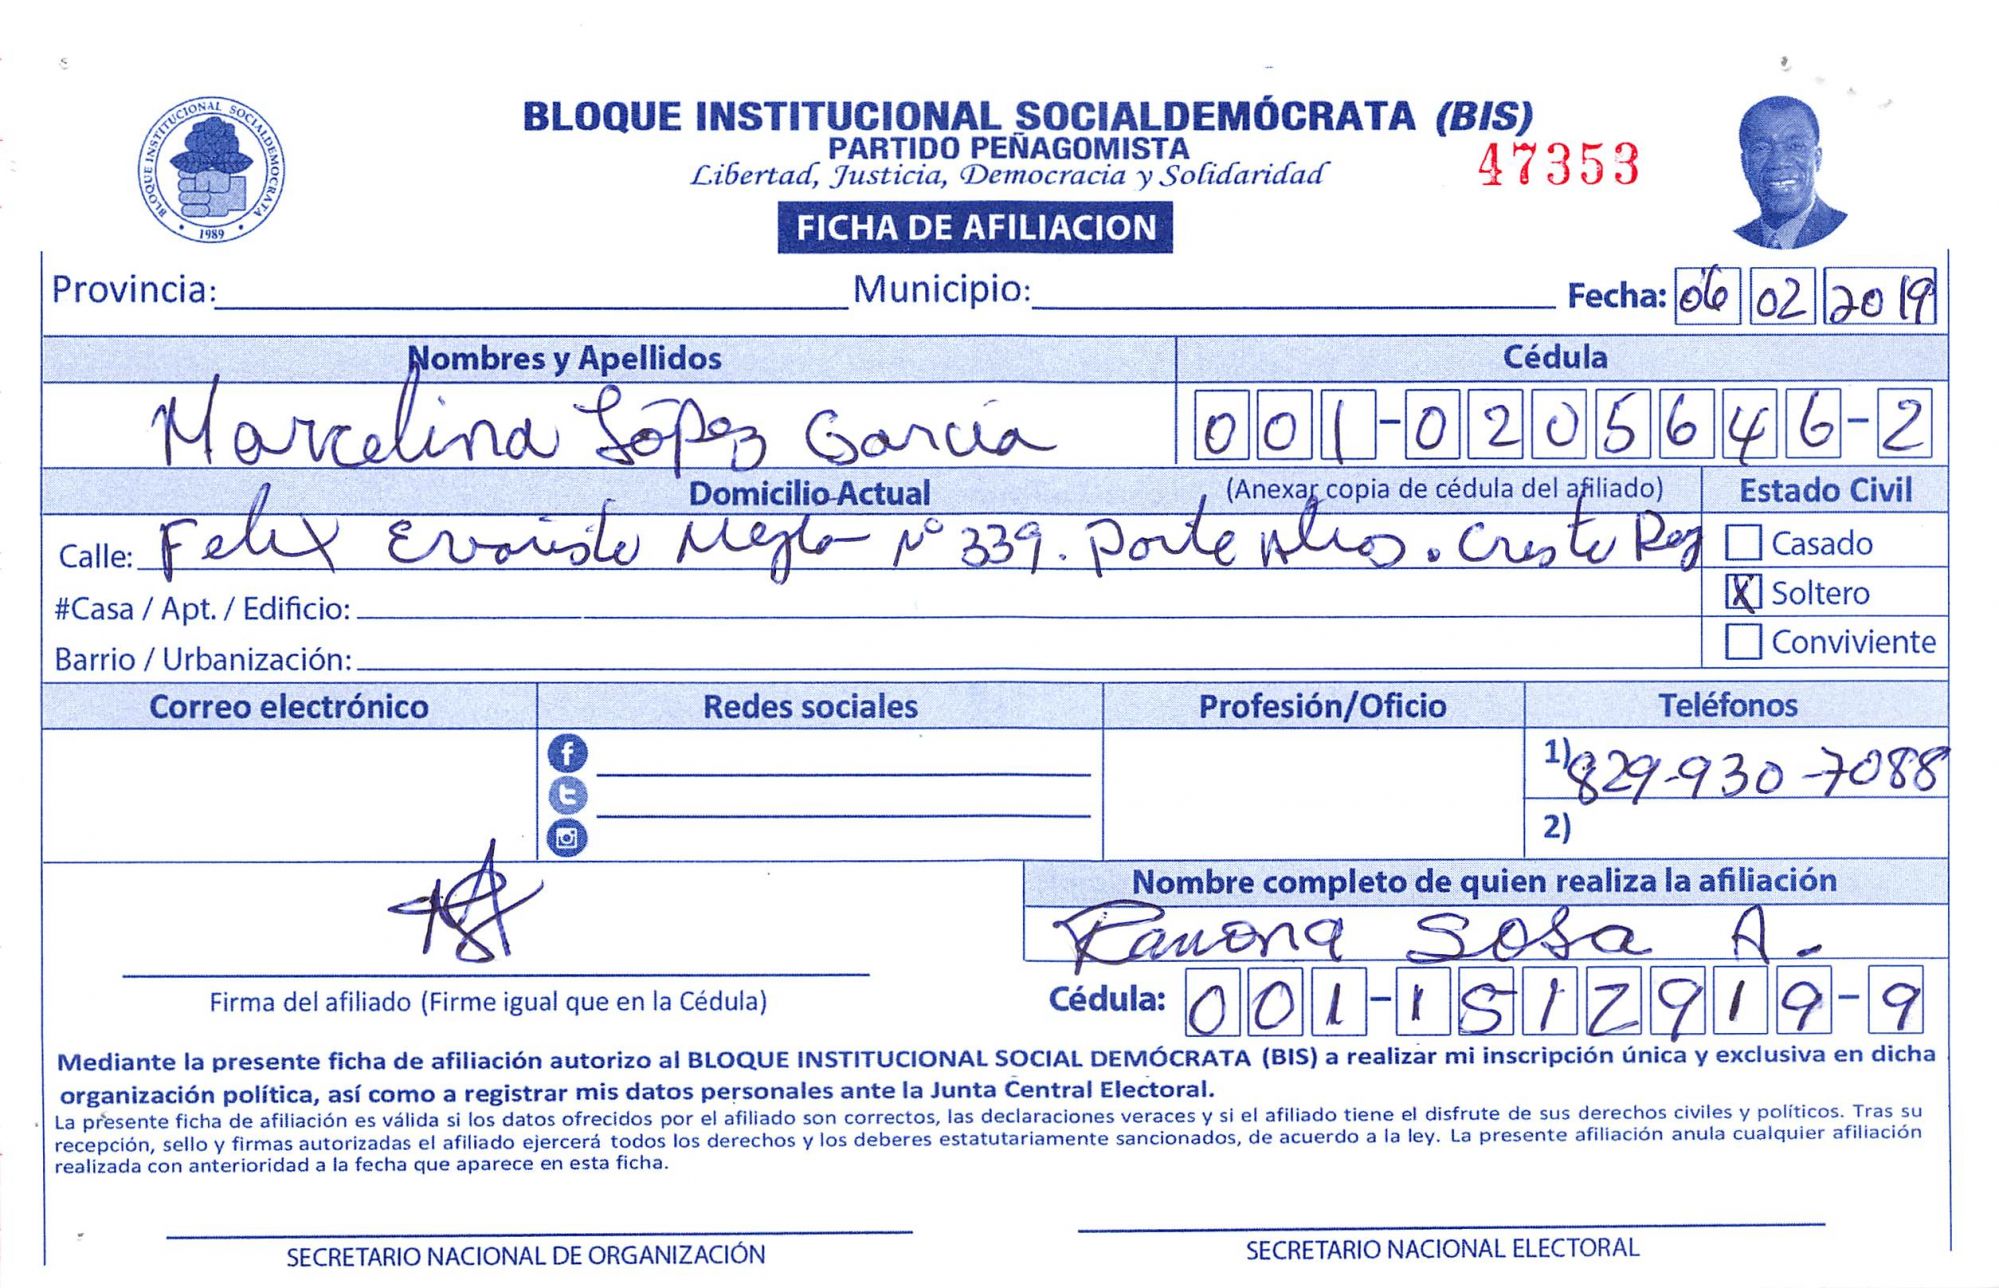 BLOQUE INSTITUCIONAL SOCIALDEMOCRATA
1989
BLOQUE INSTITUCIONAL SOCIALDEMÓCRATA (BIS)
PARTIDO PEÑAGOMISTA
Libertad, Justicia, Democracia y Solidaridad
47353
FICHA DE AFILIACION
Provincia: Municipio: Fecha: 06 02 2019
Nombres y Apellidos Cédula
Marcelina López García 001-0205646-2
Domicilio Actual (Anexar copia de cédula del afiliado) Estado Civil
Calle: Felix Evaristo N° 339. Cristo Rey Casado
#Casa / Apt. / Edificio: X Soltero
Barrio / Urbanización: Conviviente
Correo electrónico Redes sociales Profesión/Oficio Teléfonos
1) 829-930-7088
2)
Nombre completo de quien realiza la afiliación
Ramona Sosa A.
Firma del afiliado (Firme igual que en la Cédula) Cédula: 001-1512919-9
Mediante la presente ficha de afiliación autorizo al BLOQUE INSTITUCIONAL SOCIAL DEMÓCRATA (BIS) a realizar mi inscripción única y exclusiva en dicha
organización política, así como a registrar mis datos personales ante la Junta Central Electoral.
La presente ficha de afiliación es válida si los datos ofrecidos por el afiliado son correctos, las declaraciones veraces y si el afiliado tiene el disfrute de sus derechos civiles y políticos. Tras su
recepción, sello y firmas autorizadas el afiliado ejercerá todos los derechos y los deberes estatutariamente sancionados, de acuerdo a la ley. La presente afiliación anula cualquier afiliación
realizada con anterioridad a la fecha que aparece en esta ficha.
SECRETARIO NACIONAL DE ORGANIZACIÓN SECRETARIO NACIONAL ELECTORAL